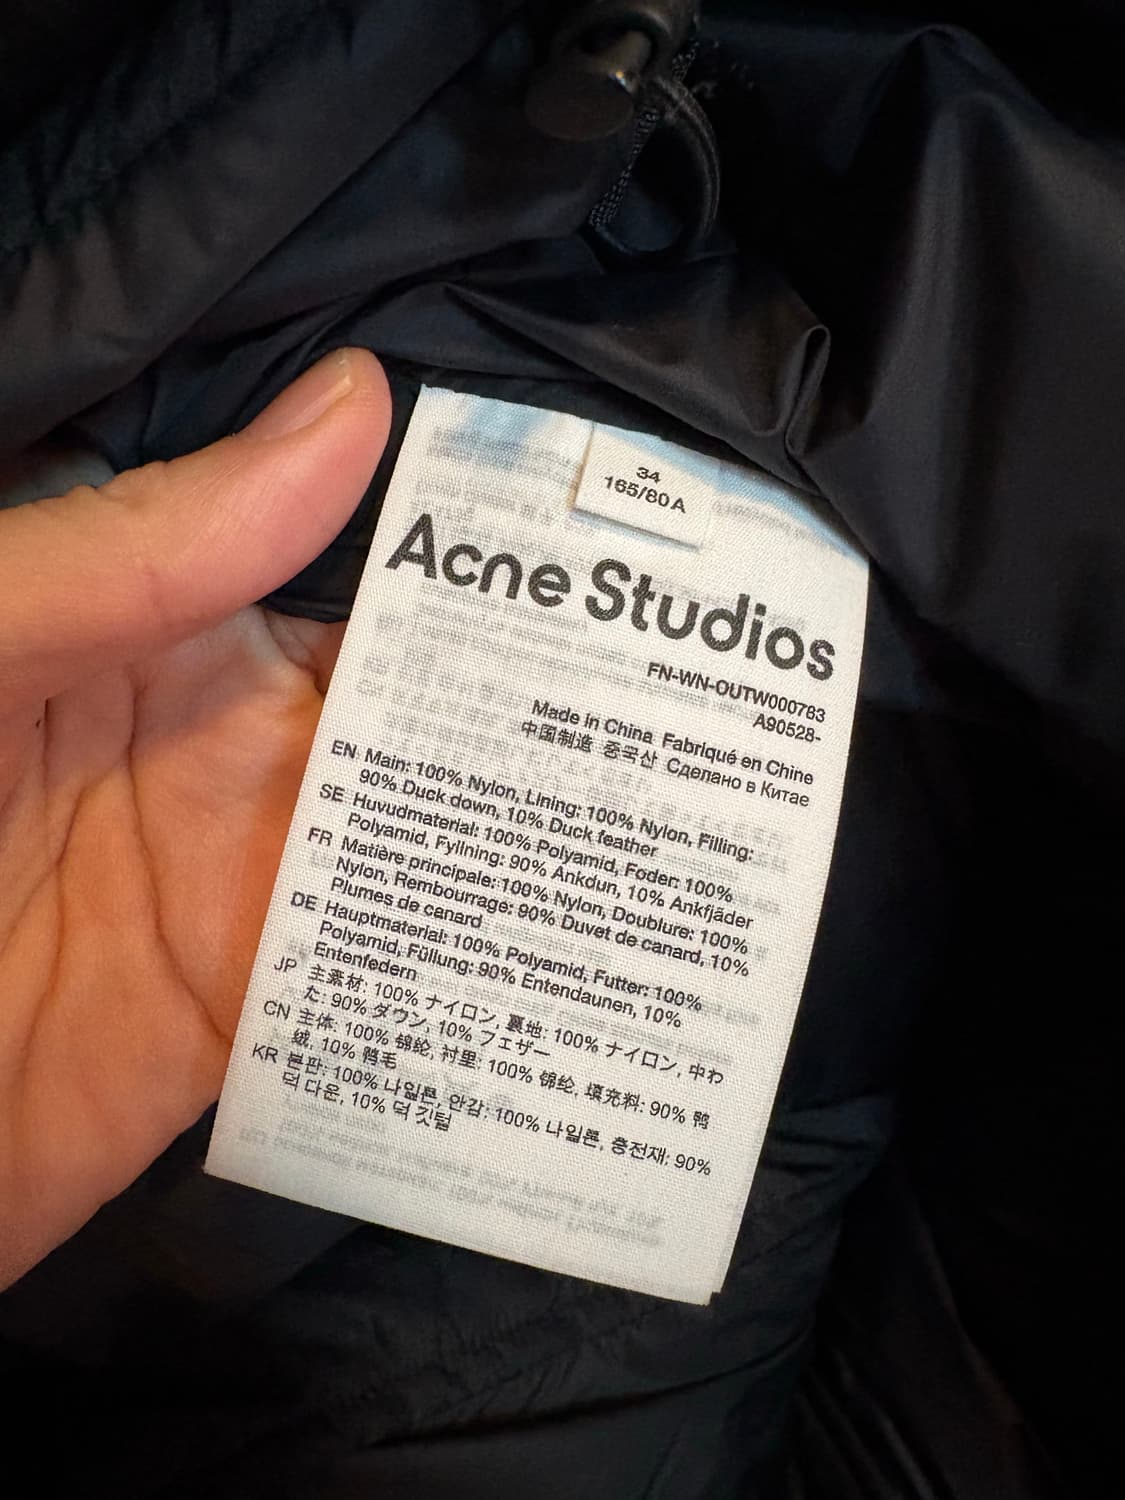 34
165/80A
Acne Studios
FN-WN-OUTW000783
A90528-
Made in China Fabriqué en Chine
中国制造 중국산 Сделано в Китае
EN Main: 100% Nylon, Lining: 100% Nylon, Filling:
90% Duck down, 10% Duck feather
SE Huvudmaterial: 100% Polyamid, Foder: 100%
Polyamid, Fyllning: 90% Ankdun, 10% Ankfjäder
FR Matière principale: 100% Nylon, Doublure: 100%
Nylon, Rembourrage: 90% Duvet de canard, 10%
Plumes de canard
DE Hauptmaterial: 100% Polyamid, Futter: 100%
Polyamid, Füllung: 90% Entendaunen, 10%
Entenfedern
JP 主素材: 100% ナイロン, 裏地: 100% ナイロン, 中わ
た: 90% ダウン, 10% フェザー
CN 主体: 100% 锦纶, 衬里: 100% 锦纶, 填充料: 90% 鸭
绒, 10% 鸭毛
KR 본판: 100% 나일론, 안감: 100% 나일론, 충전재: 90%
덕 다운, 10% 덕 깃털